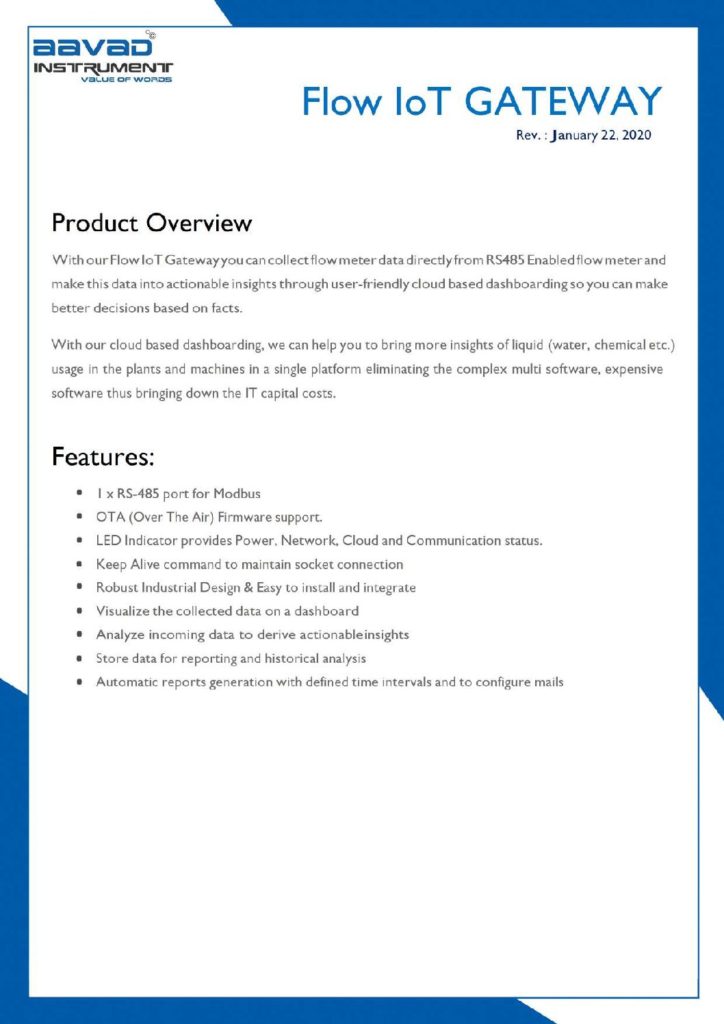 aavad
INSTRUMENT
VALUE OF WORDS
©
Flow IoT GATEWAY
Rev. : January 22, 2020
Product Overview
With our Flow IoT Gateway you can collect flow meter data directly from RS485 Enabled flow meter and
make this data into actionable insights through user-friendly cloud based dashboarding so you can make
better decisions based on facts.
With our cloud based dashboarding, we can help you to bring more insights of liquid (water, chemical etc.)
usage in the plants and machines in a single platform eliminating the complex multi software, expensive
software thus bringing down the IT capital costs.
Features:
• 1 x RS-485 port for Modbus
• OTA (Over The Air) Firmware support.
• LED Indicator provides Power, Network, Cloud and Communication status.
• Keep Alive command to maintain socket connection
• Robust Industrial Design & Easy to install and integrate
• Visualize the collected data on a dashboard
• Analyze incoming data to derive actionableinsights
• Store data for reporting and historical analysis
• Automatic reports generation with defined time intervals and to configure mails